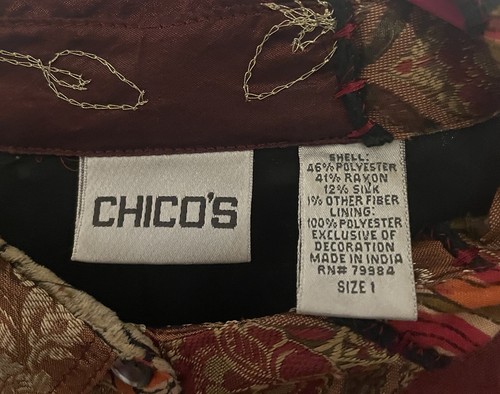 CHICO'S
SHELL:
46% POLYESTER
41% RAYON
12% SILK
1% OTHER FIBER
LINING:
100% POLYESTER
EXCLUSIVE OF
DECORATION
MADE IN INDIA
RN# 79984
SIZE 1